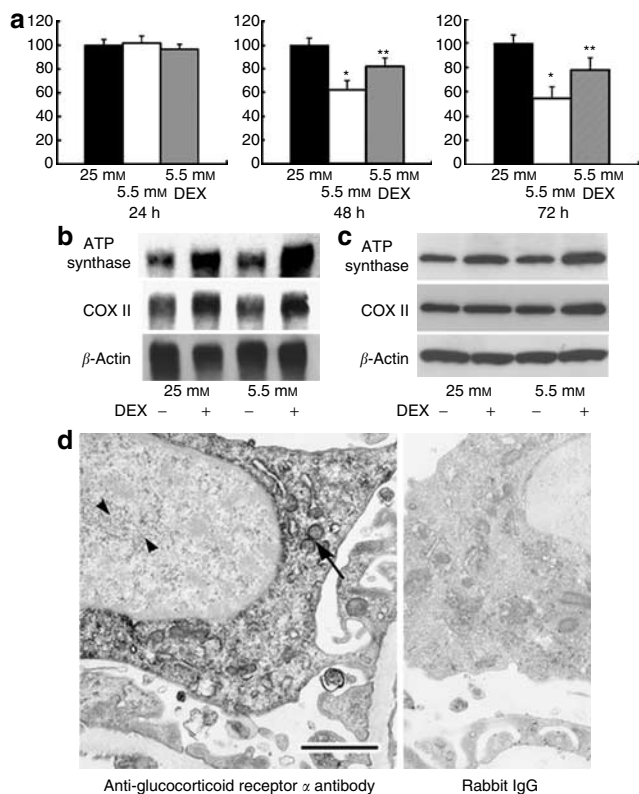 a
120
100
80
60
40
20
0
25 mM
5.5 mM
5.5 mM
DEX
24 h
120
100
80
60
40
20
0
*
**
25 mM
5.5 mM
5.5 mM
DEX
48 h
120
100
80
60
40
20
0
*
**
25 mM
5.5 mM
5.5 mM
DEX
72 h
b
ATP
synthase
COX II
β-Actin
25 mM 5.5 mM
DEX − + − +
c
ATP
synthase
COX II
β-Actin
25 mM 5.5 mM
DEX − + − +
d
Anti-glucocorticoid receptor α antibody
Rabbit IgG